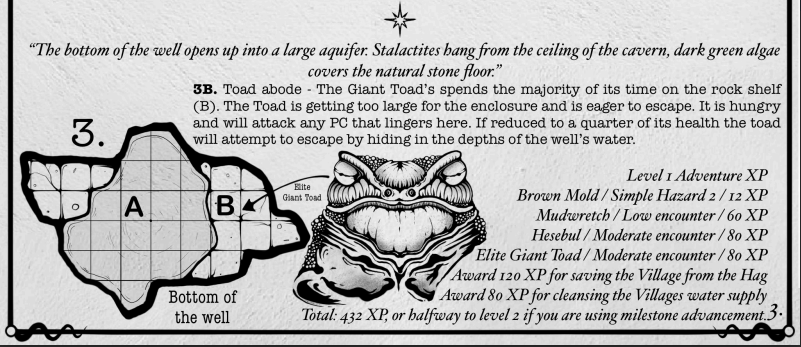 “The bottom of the well opens up into a large aquifer. Stalactites hang from the ceiling of the cavern, dark green algae
covers the natural stone floor.”
3B. Toad abode - The Giant Toad’s spends the majority of its time on the rock shelf
(B). The Toad is getting too large for the enclosure and is eager to escape. It is hungry
and will attack any PC that lingers here. If reduced to a quarter of its health the toad
will attempt to escape by hiding in the depths of the well’s water.
3.
A
B
Elite
Giant Toad
Bottom of
the well
Level 1 Adventure XP
Brown Mold / Simple Hazard 2 / 12 XP
Mudwretch / Low encounter / 60 XP
Hesebul / Moderate encounter / 80 XP
Elite Giant Toad / Moderate encounter / 80 XP
Award 120 XP for saving the Village from the Hag
Award 80 XP for cleansing the Villages water supply
Total: 432 XP, or halfway to level 2 if you are using milestone advancement.
3.